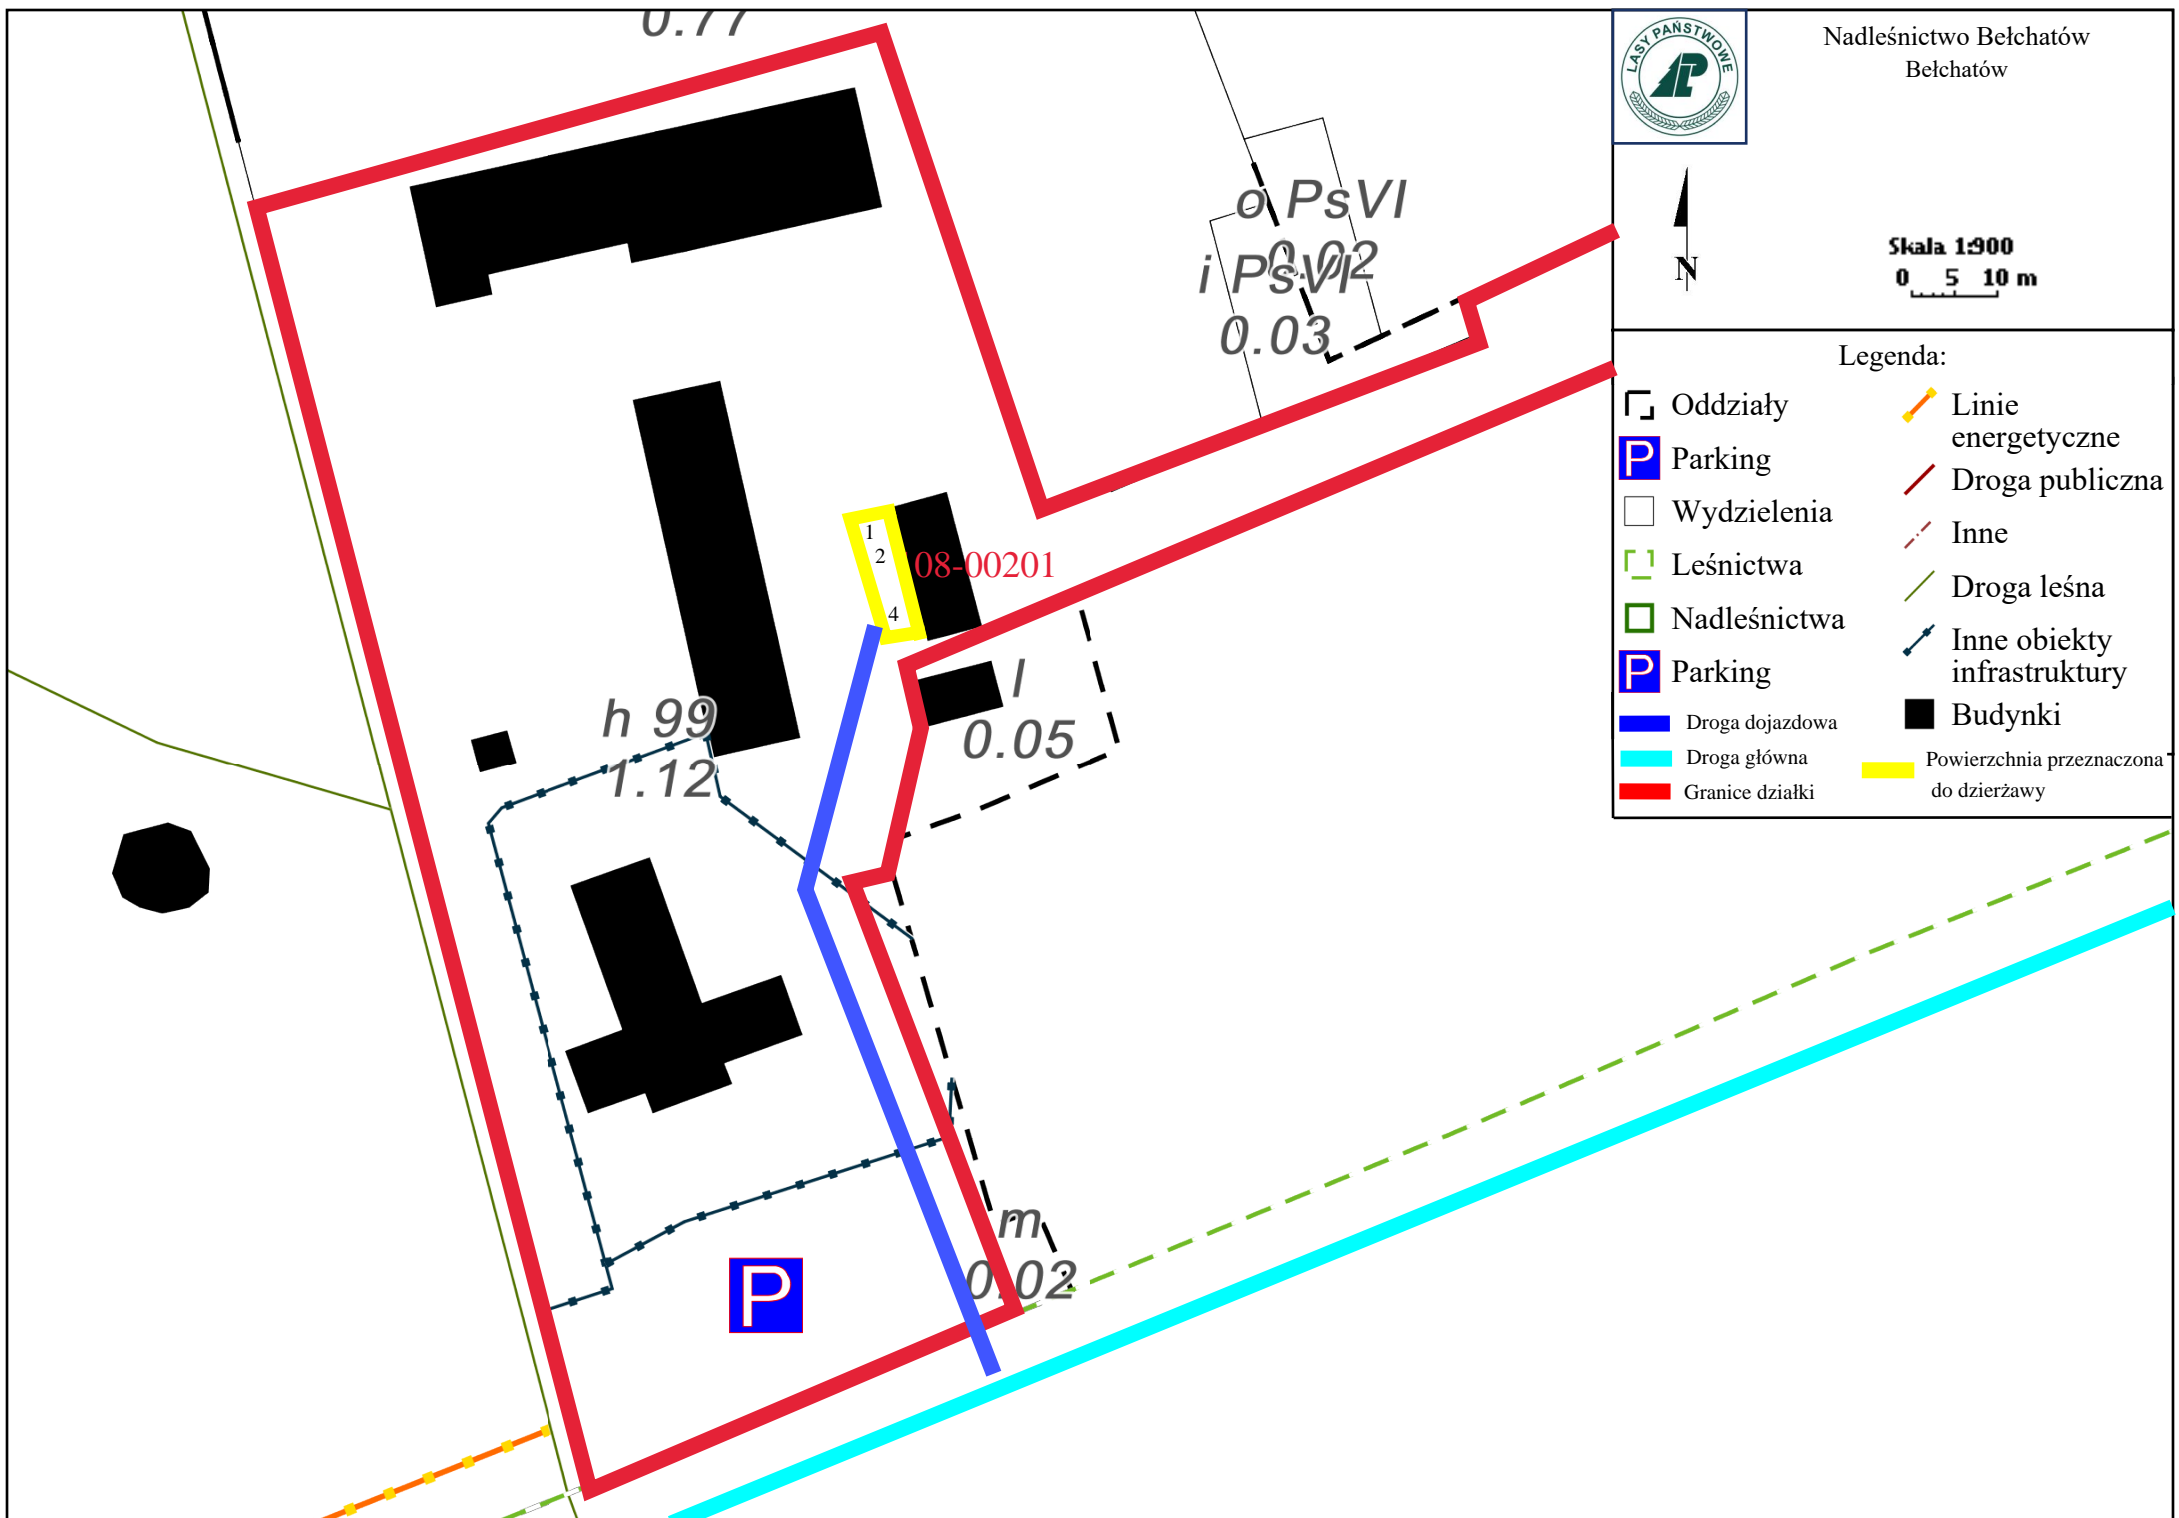 0.77
LASY PAŃSTWOWE
Nadleśnictwo Bełchatów
Bełchatów
N
Skala 1:900
0 5 10 m
o PsVI
0.02
i PsVI
0.03
1
2
4
08-00201
l
0.05
h 99
1.12
m
0.02
P
Legenda:
Oddziały
P Parking
Wydzielenia
Leśnictwa
Nadleśnictwa
P Parking
Droga dojazdowa
Droga główna
Granice działki
Linie
energetyczne
Droga publiczna
Inne
Droga leśna
Inne obiekty
infrastruktury
Budynki
Powierzchnia przeznaczona
do dzierżawy